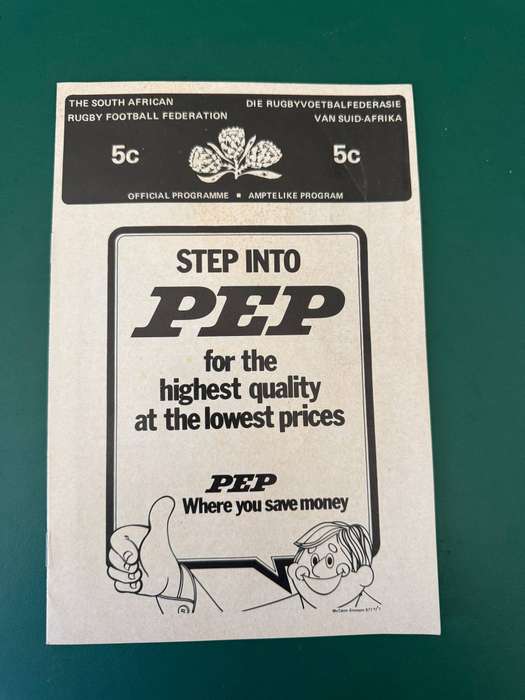 THE SOUTH AFRICAN DIE RUGBYVOETBALFEDERASIE
RUGBY FOOTBALL FEDERATION VAN SUID-AFRIKA
5c 5c
OFFICIAL PROGRAMME ■ AMPTELIKE PROGRAM
STEP INTO
PEP
for the
highest quality
at the lowest prices
PEP
Where you save money